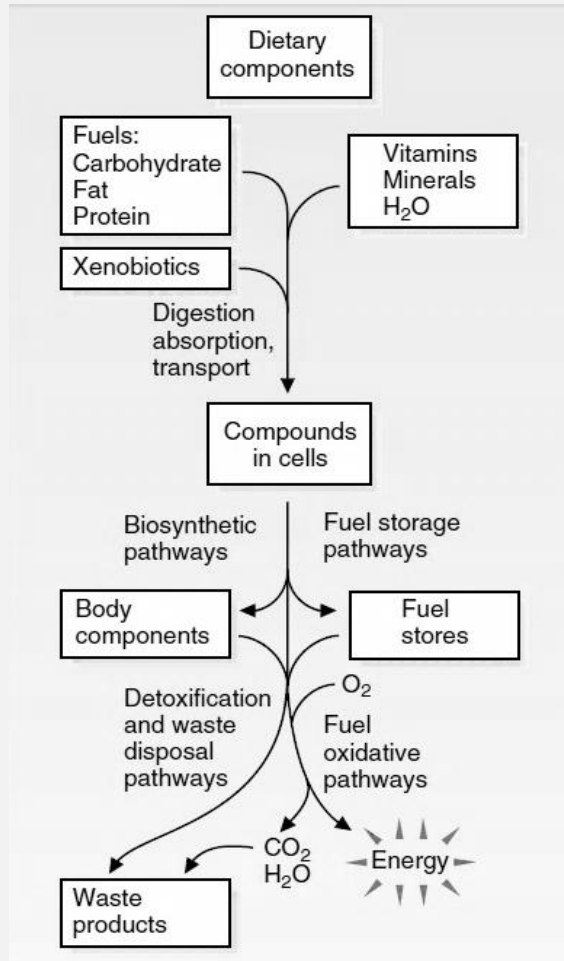 Dietary
components
Fuels:
Carbohydrate
Fat
Protein
Vitamins
Minerals
H₂O
Xenobiotics
Digestion
absorption,
transport
Compounds
in cells
Biosynthetic
pathways
Fuel storage
pathways
Body
components
Fuel
stores
O₂
Detoxification
and waste
disposal
pathways
Fuel
oxidative
pathways
CO₂
H₂O
Energy
Waste
products